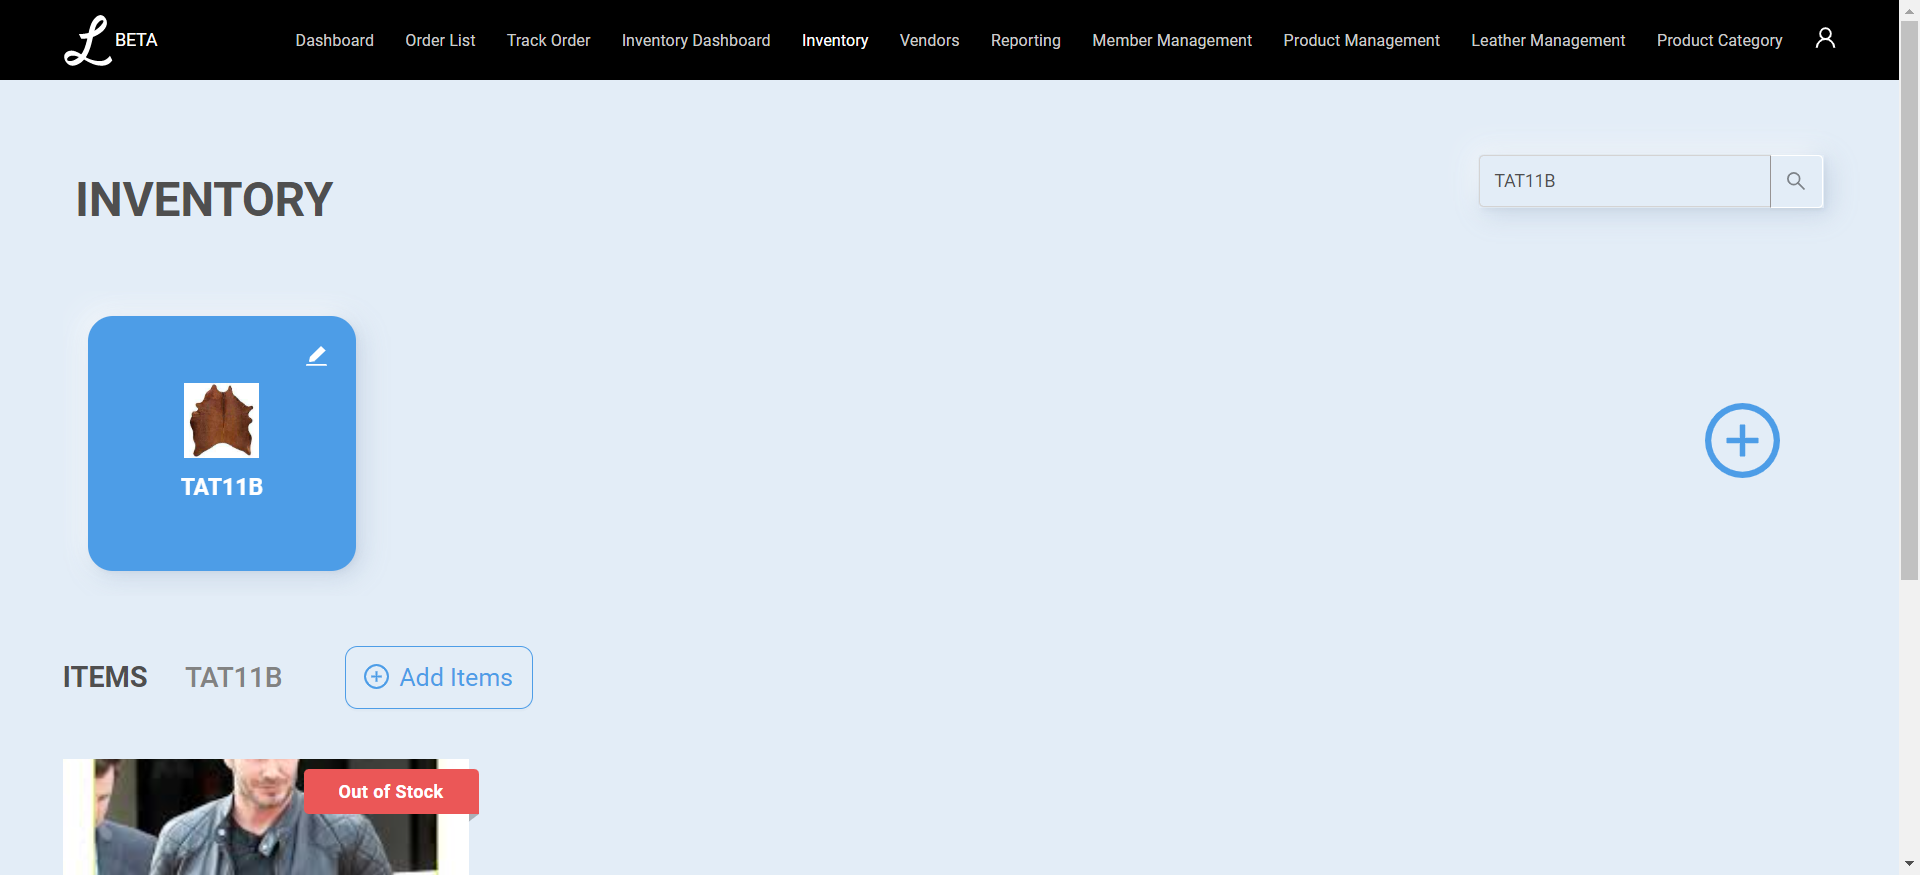 L BETA
Dashboard Order List Track Order Inventory Dashboard Inventory Vendors Reporting Member Management Product Management Leather Management Product Category
INVENTORY
TAT11B
TAT11B
ITEMS TAT11B Add Items
Out of Stock